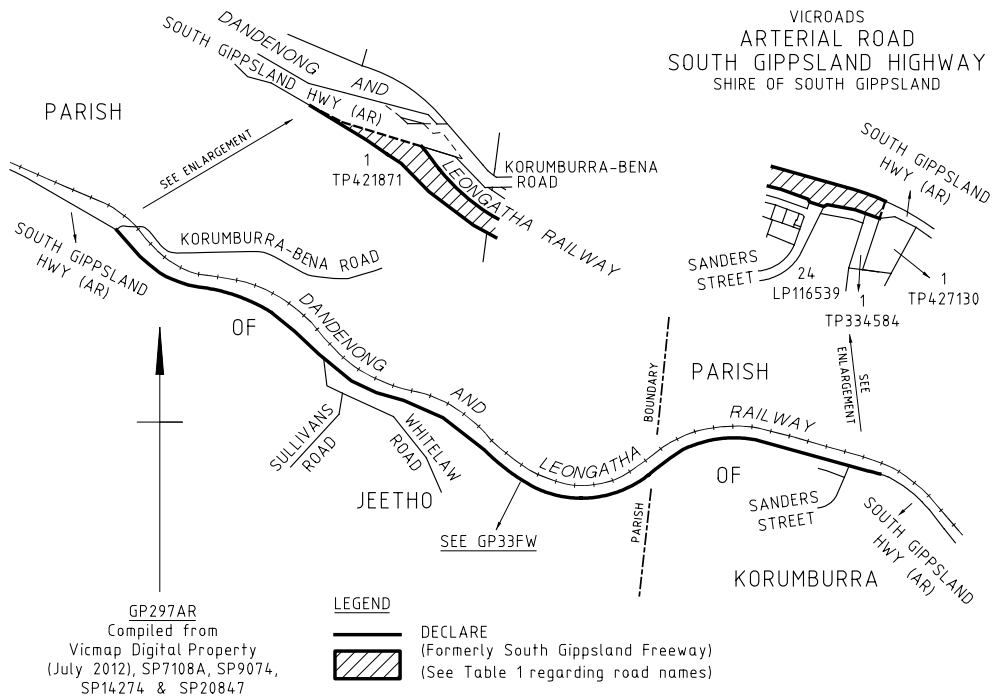 VICROADS
ARTERIAL ROAD
SOUTH GIPPSLAND HIGHWAY
SHIRE OF SOUTH GIPPSLAND
DANDENONG AND
SOUTH GIPPSLAND HWY (AR)
PARISH
SEE ENLARGEMENT
1
TP421871
KORUMBURRA-BENA
ROAD
LEONGATHA RAILWAY
SOUTH GIPPSLAND
HWY (AR)
SANDERS
STREET
24
LP116539
1
TP427130
1
TP334584
SOUTH GIPPSLAND
HWY (AR)
KORUMBURRA-BENA ROAD
OF
DANDENONG AND
LEONGATHA RAILWAY
PARISH
SEE
ENLARGEMENT
BOUNDARY
PARISH
SULLIVANS
ROAD
WHITELAW
ROAD
JEETHO
OF
SANDERS
STREET
SEE GP33FW
SOUTH GIPPSLAND
HWY (AR)
KORUMBURRA
GP297AR
Compiled from
Vicmap Digital Property
(July 2012), SP7108A, SP9074,
SP14274 & SP20847
LEGEND
DECLARE
(Formerly South Gippsland Freeway)
(See Table 1 regarding road names)